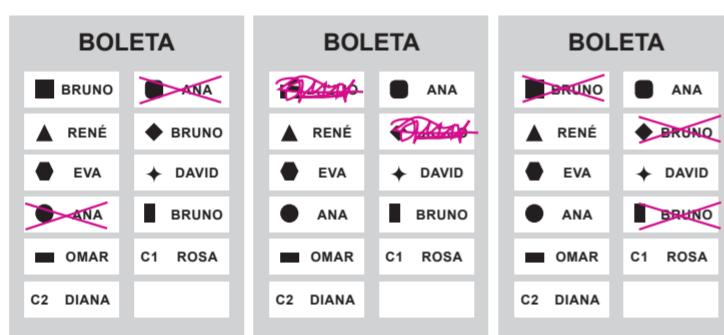 BOLETA
BRUNO ANA
RENÉ BRUNO
EVA DAVID
ANA BRUNO
OMAR C1 ROSA
C2 DIANA
BOLETA
ANA
RENÉ
EVA DAVID
ANA BRUNO
OMAR C1 ROSA
C2 DIANA
BOLETA
BRUNO ANA
RENÉ BRUNO
EVA DAVID
ANA BRUNO
OMAR C1 ROSA
C2 DIANA